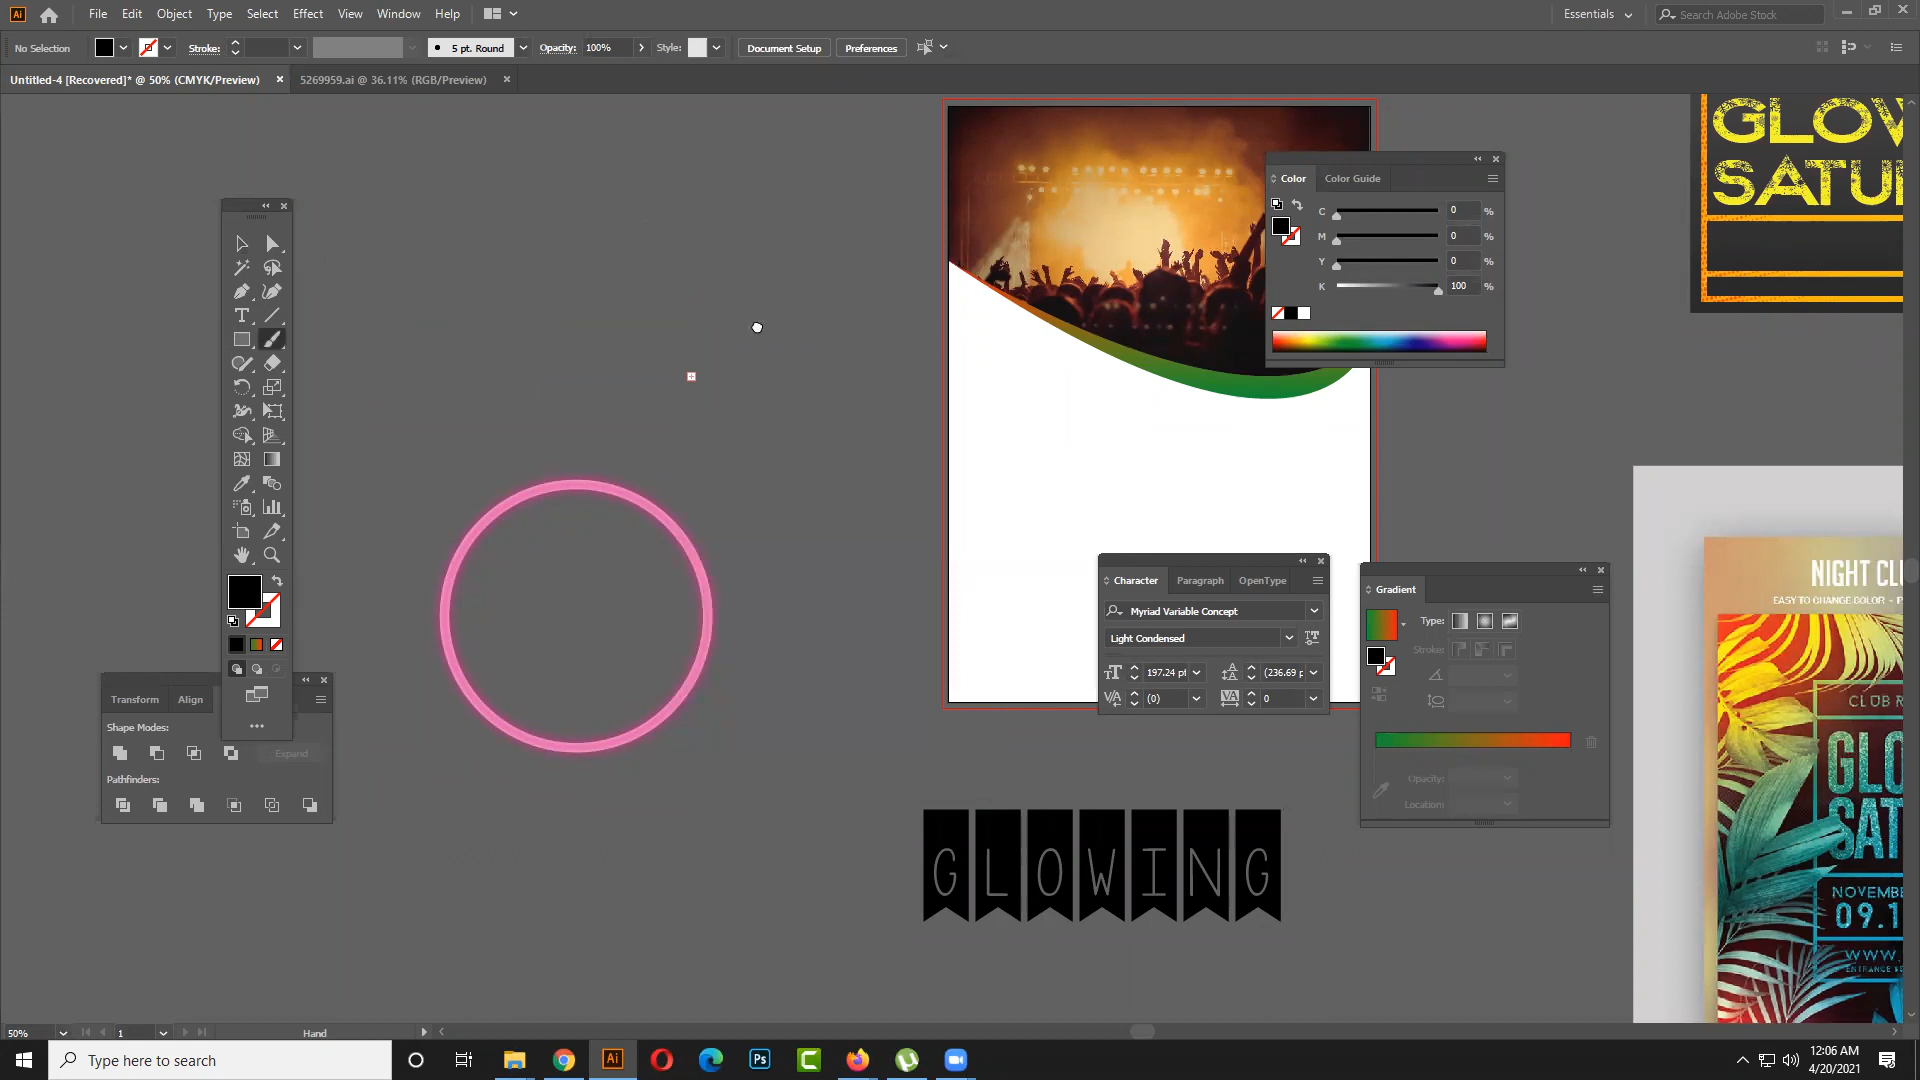 Ai File Edit Object Type Select Effect View Window Help Essentials Search Adobe Stock
No Selection Stroke: 5 pt. Round Opacity: 100% Style: Document Setup Preferences
Untitled-4 [Recovered]* @ 50% (CMYK/Preview) × 5269959.ai @ 36.11% (RGB/Preview) ×
GLOW
SATU
Color Color Guide
C 0 %
M 0 %
Y 0 %
K 100 %
T
Character Paragraph OpenType
Myriad Variable Concept
Light Condensed
197.24 pt (236.69 p
(0) 0
Gradient
Type:
Stroke:
Opacity:
Location:
Transform Align
Shape Modes:
Expand
Pathfinders:
GLOWING
NIGHT CLU
EASY TO CHANGE COLOR -
CLUB R
GLO
SAT
NOVEMBE
09.1
WWW.
ENTRANCE
50% 1 Hand
Type here to search
Ai
Ps
12:06 AM
4/20/2021